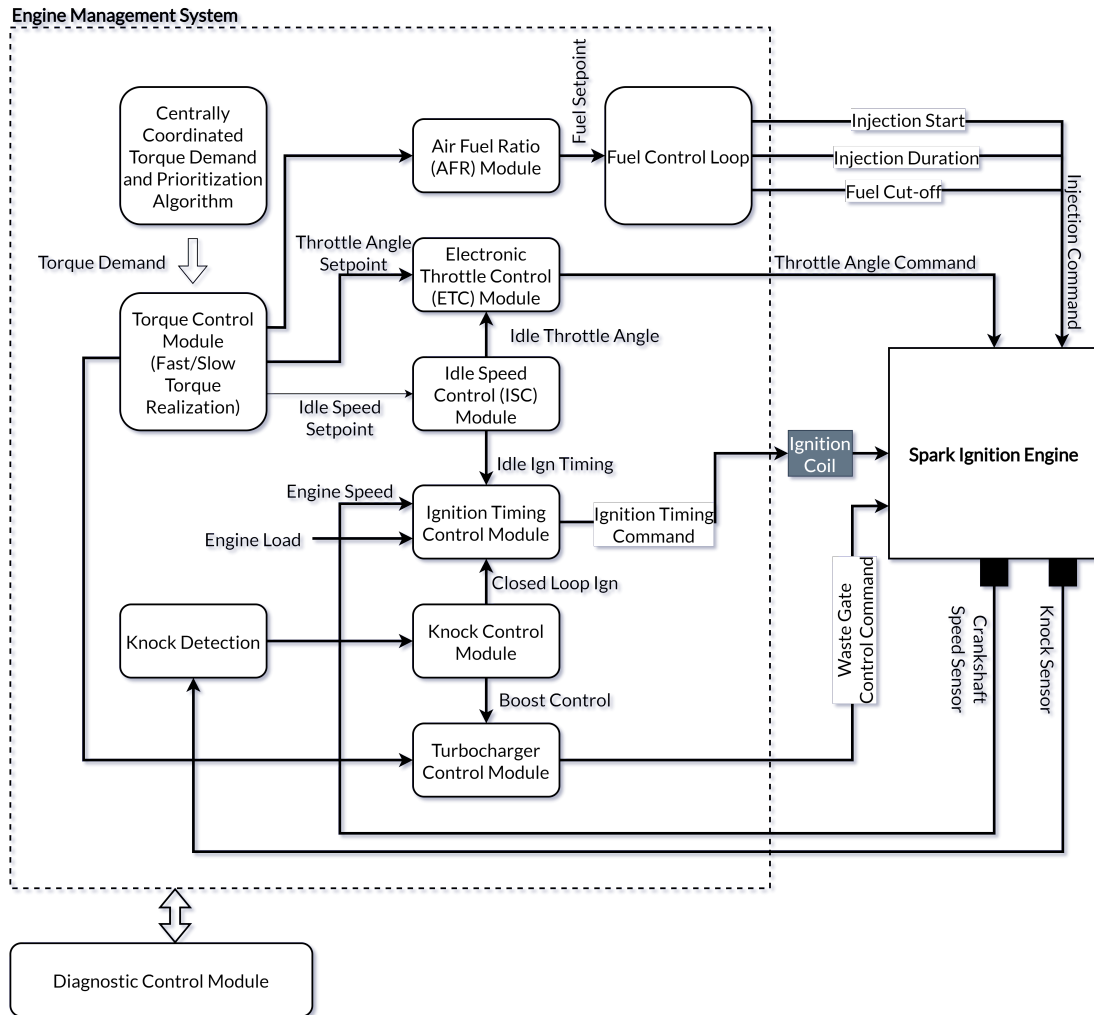 Engine Management System
Centrally
Coordinated
Torque Demand
and Prioritization
Algorithm
Torque Demand
Torque Control
Module
(Fast/Slow
Torque
Realization)
Air Fuel Ratio
(AFR) Module
Fuel Setpoint
Fuel Control Loop
Injection Start
Injection Duration
Fuel Cut-off
Injection Command
Throttle Angle
Setpoint
Electronic
Throttle Control
(ETC) Module
Throttle Angle Command
Idle Throttle Angle
Idle Speed
Control (ISC)
Module
Idle Speed
Setpoint
Idle Ign Timing
Engine Speed
Engine Load
Ignition Timing
Control Module
Ignition Timing
Command
Ignition
Coil
Spark Ignition Engine
Closed Loop Ign
Knock Detection
Knock Control
Module
Boost Control
Turbocharger
Control Module
Waste Gate
Control Command
Crankshaft
Speed Sensor
Knock Sensor
Diagnostic Control Module